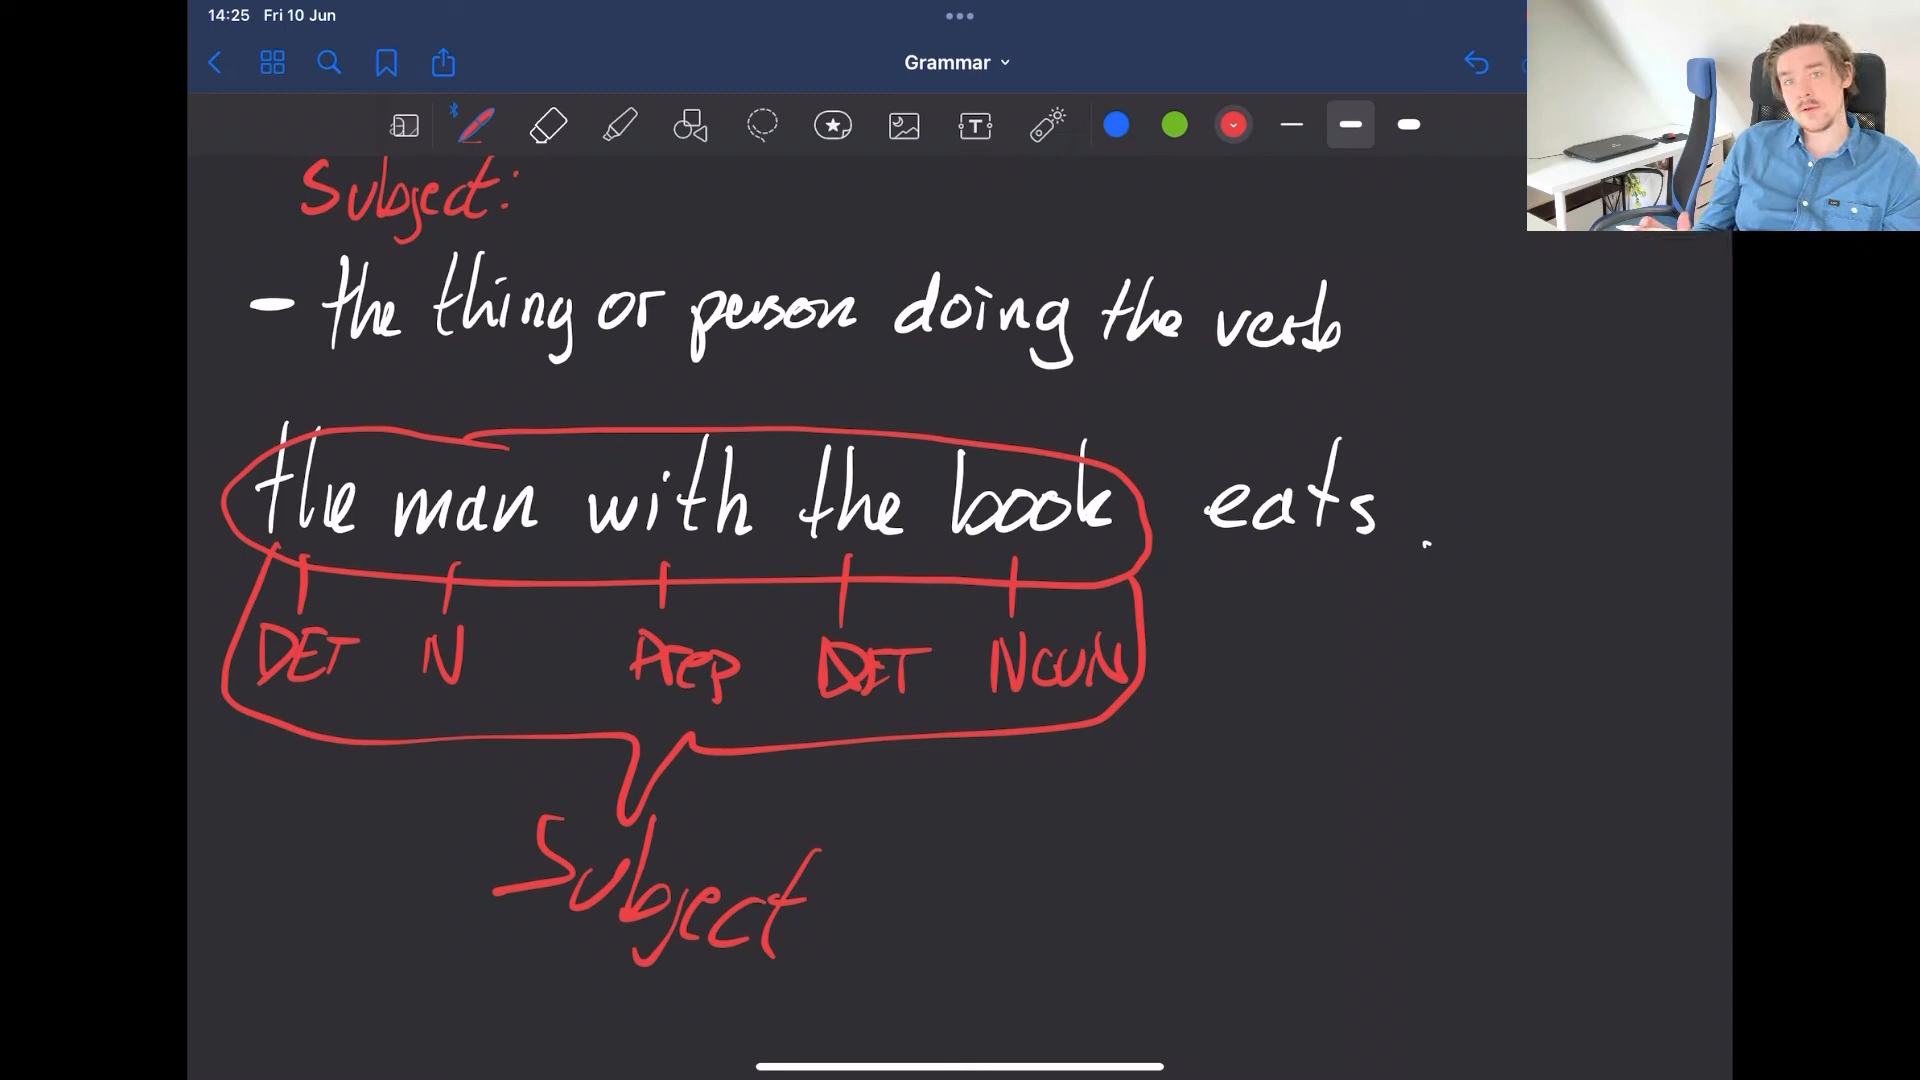 14:25 Fri 10 Jun
Grammar
T
Subject:
- the thing or person doing the verb
the man with the book eats.
DET N Prep DET NOUN
Subject